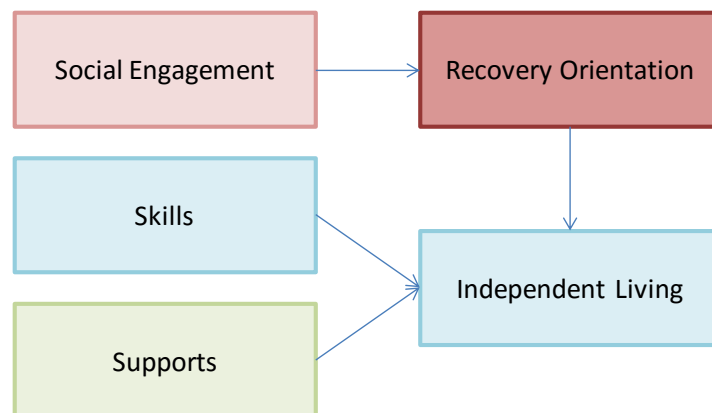 Social Engagement
Recovery Orientation
Skills
Independent Living
Supports